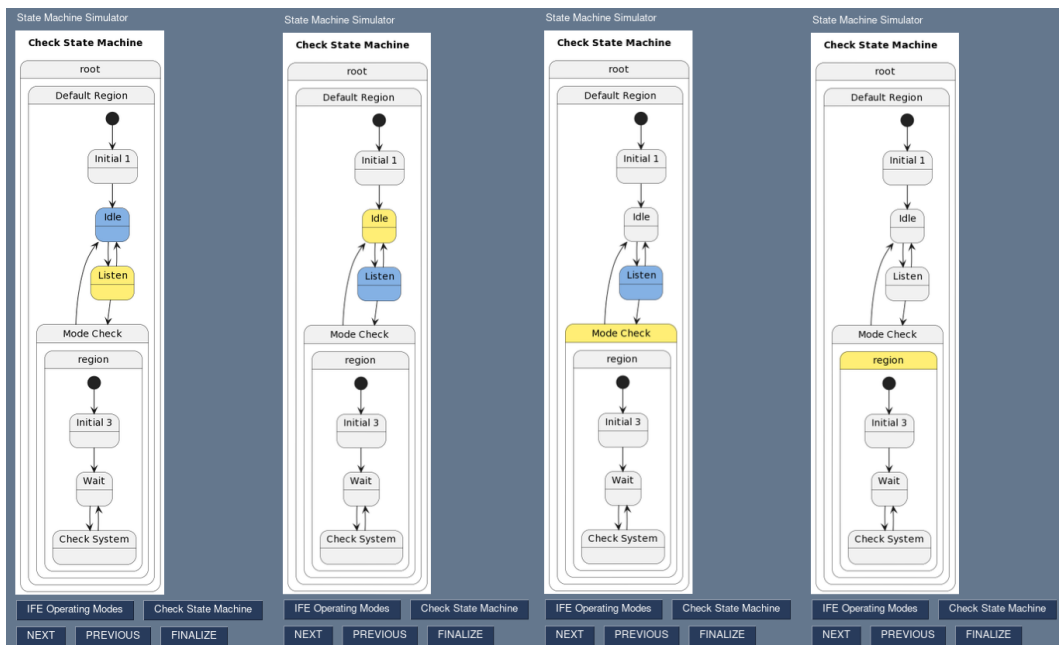 State Machine Simulator
Check State Machine
root
Default Region
Initial 1
Idle
Listen
Mode Check
region
Initial 3
Wait
Check System
IFE Operating Modes Check State Machine
NEXT PREVIOUS FINALIZE
State Machine Simulator
Check State Machine
root
Default Region
Initial 1
Idle
Listen
Mode Check
region
Initial 3
Wait
Check System
IFE Operating Modes Check State Machine
NEXT PREVIOUS FINALIZE
State Machine Simulator
Check State Machine
root
Default Region
Initial 1
Idle
Listen
Mode Check
region
Initial 3
Wait
Check System
IFE Operating Modes Check State Machine
NEXT PREVIOUS FINALIZE
State Machine Simulator
Check State Machine
root
Default Region
Initial 1
Idle
Listen
Mode Check
region
Initial 3
Wait
Check System
IFE Operating Modes Check State Machine
NEXT PREVIOUS FINALIZE